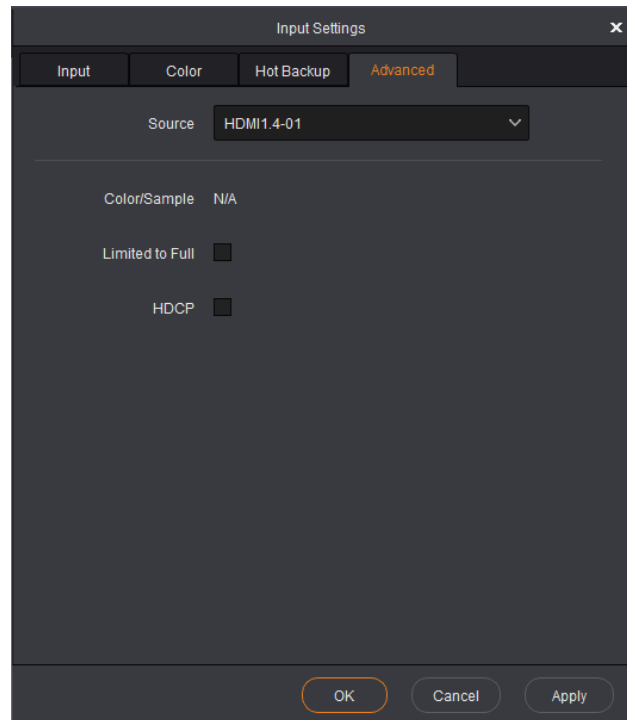 Input Settings
Input Color Hot Backup Advanced
Source HDMI1.4-01
Color/Sample N/A
Limited to Full
HDCP
OK Cancel Apply